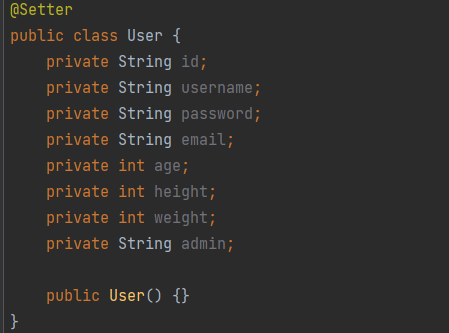 @Setter
public class User {
private String id;
private String username;
private String password;
private String email;
private int age;
private int height;
private int weight;
private String admin;
public User() {}
}